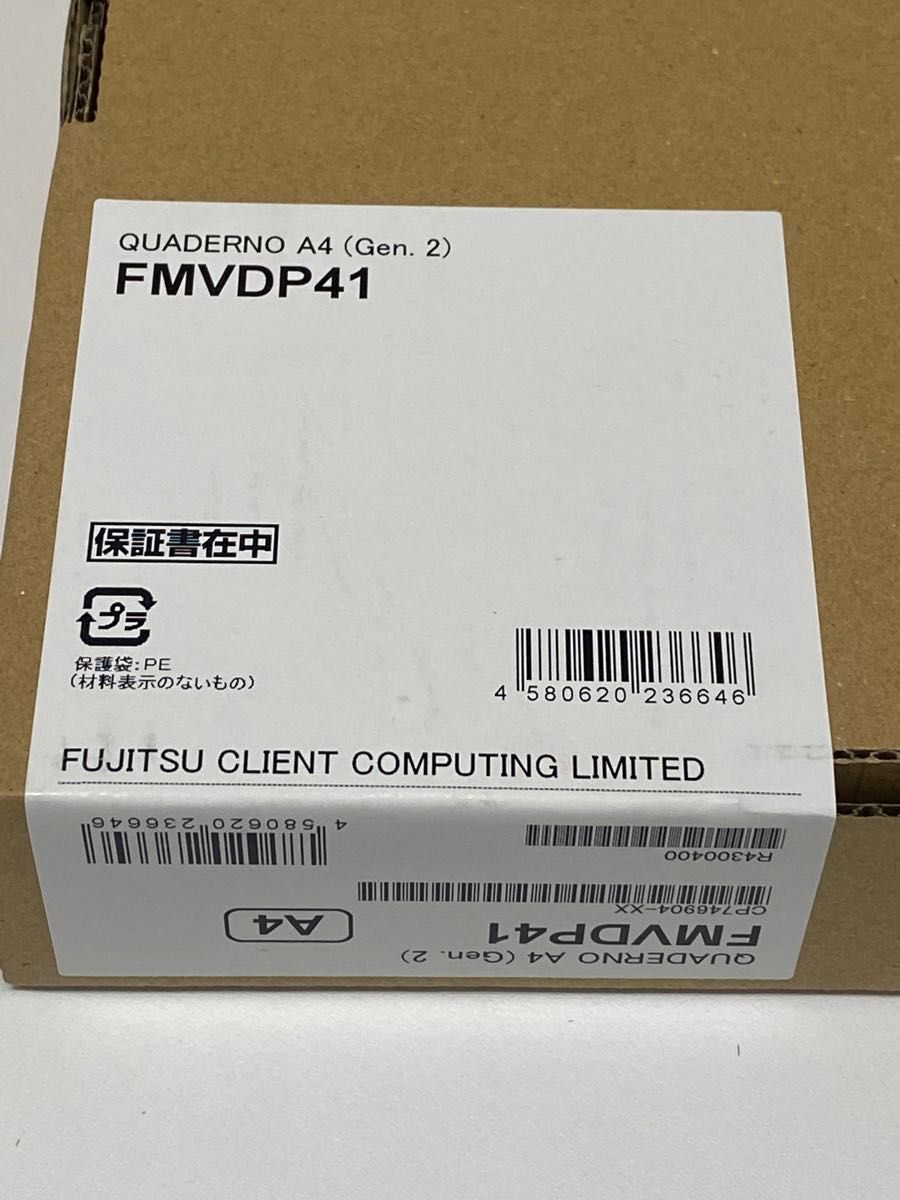 QUADERNO A4 (Gen. 2)
FMVDP41
保証書在中
プラ
保護袋:PE
(材料表示のないもの)
4 580620 236646
FUJITSU CLIENT COMPUTING LIMITED
QUADERNO A4 (Gen. 2)
FMVDP41
A4
CP746904-XX
R4300400
4 580620 236646